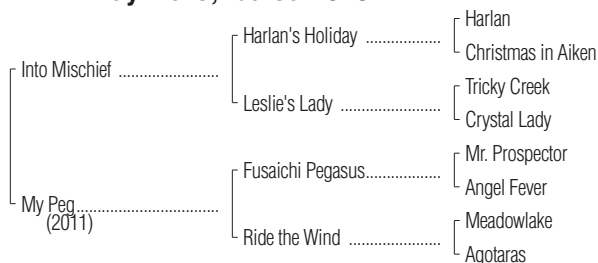 Harlan
Harlan's Holiday ..................
Christmas in Aiken
Into Mischief ........................
Tricky Creek
Leslie's Lady ........................
Crystal Lady
Mr. Prospector
Fusaichi Pegasus..................
Angel Fever
My Peg..................................
(2011)
Meadowlake
Ride the Wind ......................
Agotaras